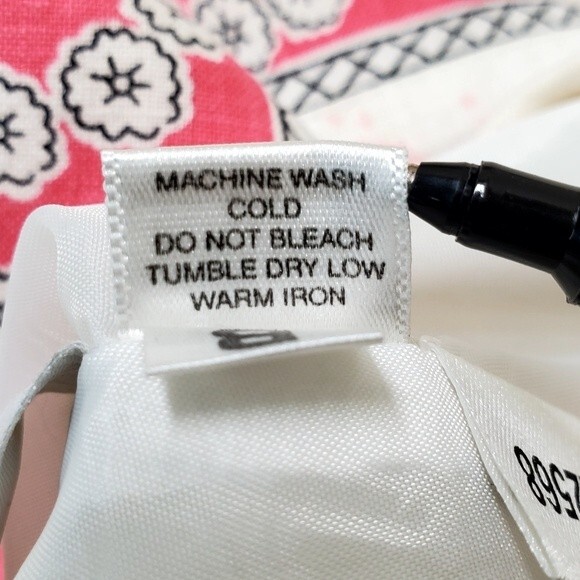 MACHINE WASH
COLD
DO NOT BLEACH
TUMBLE DRY LOW
WARM IRON